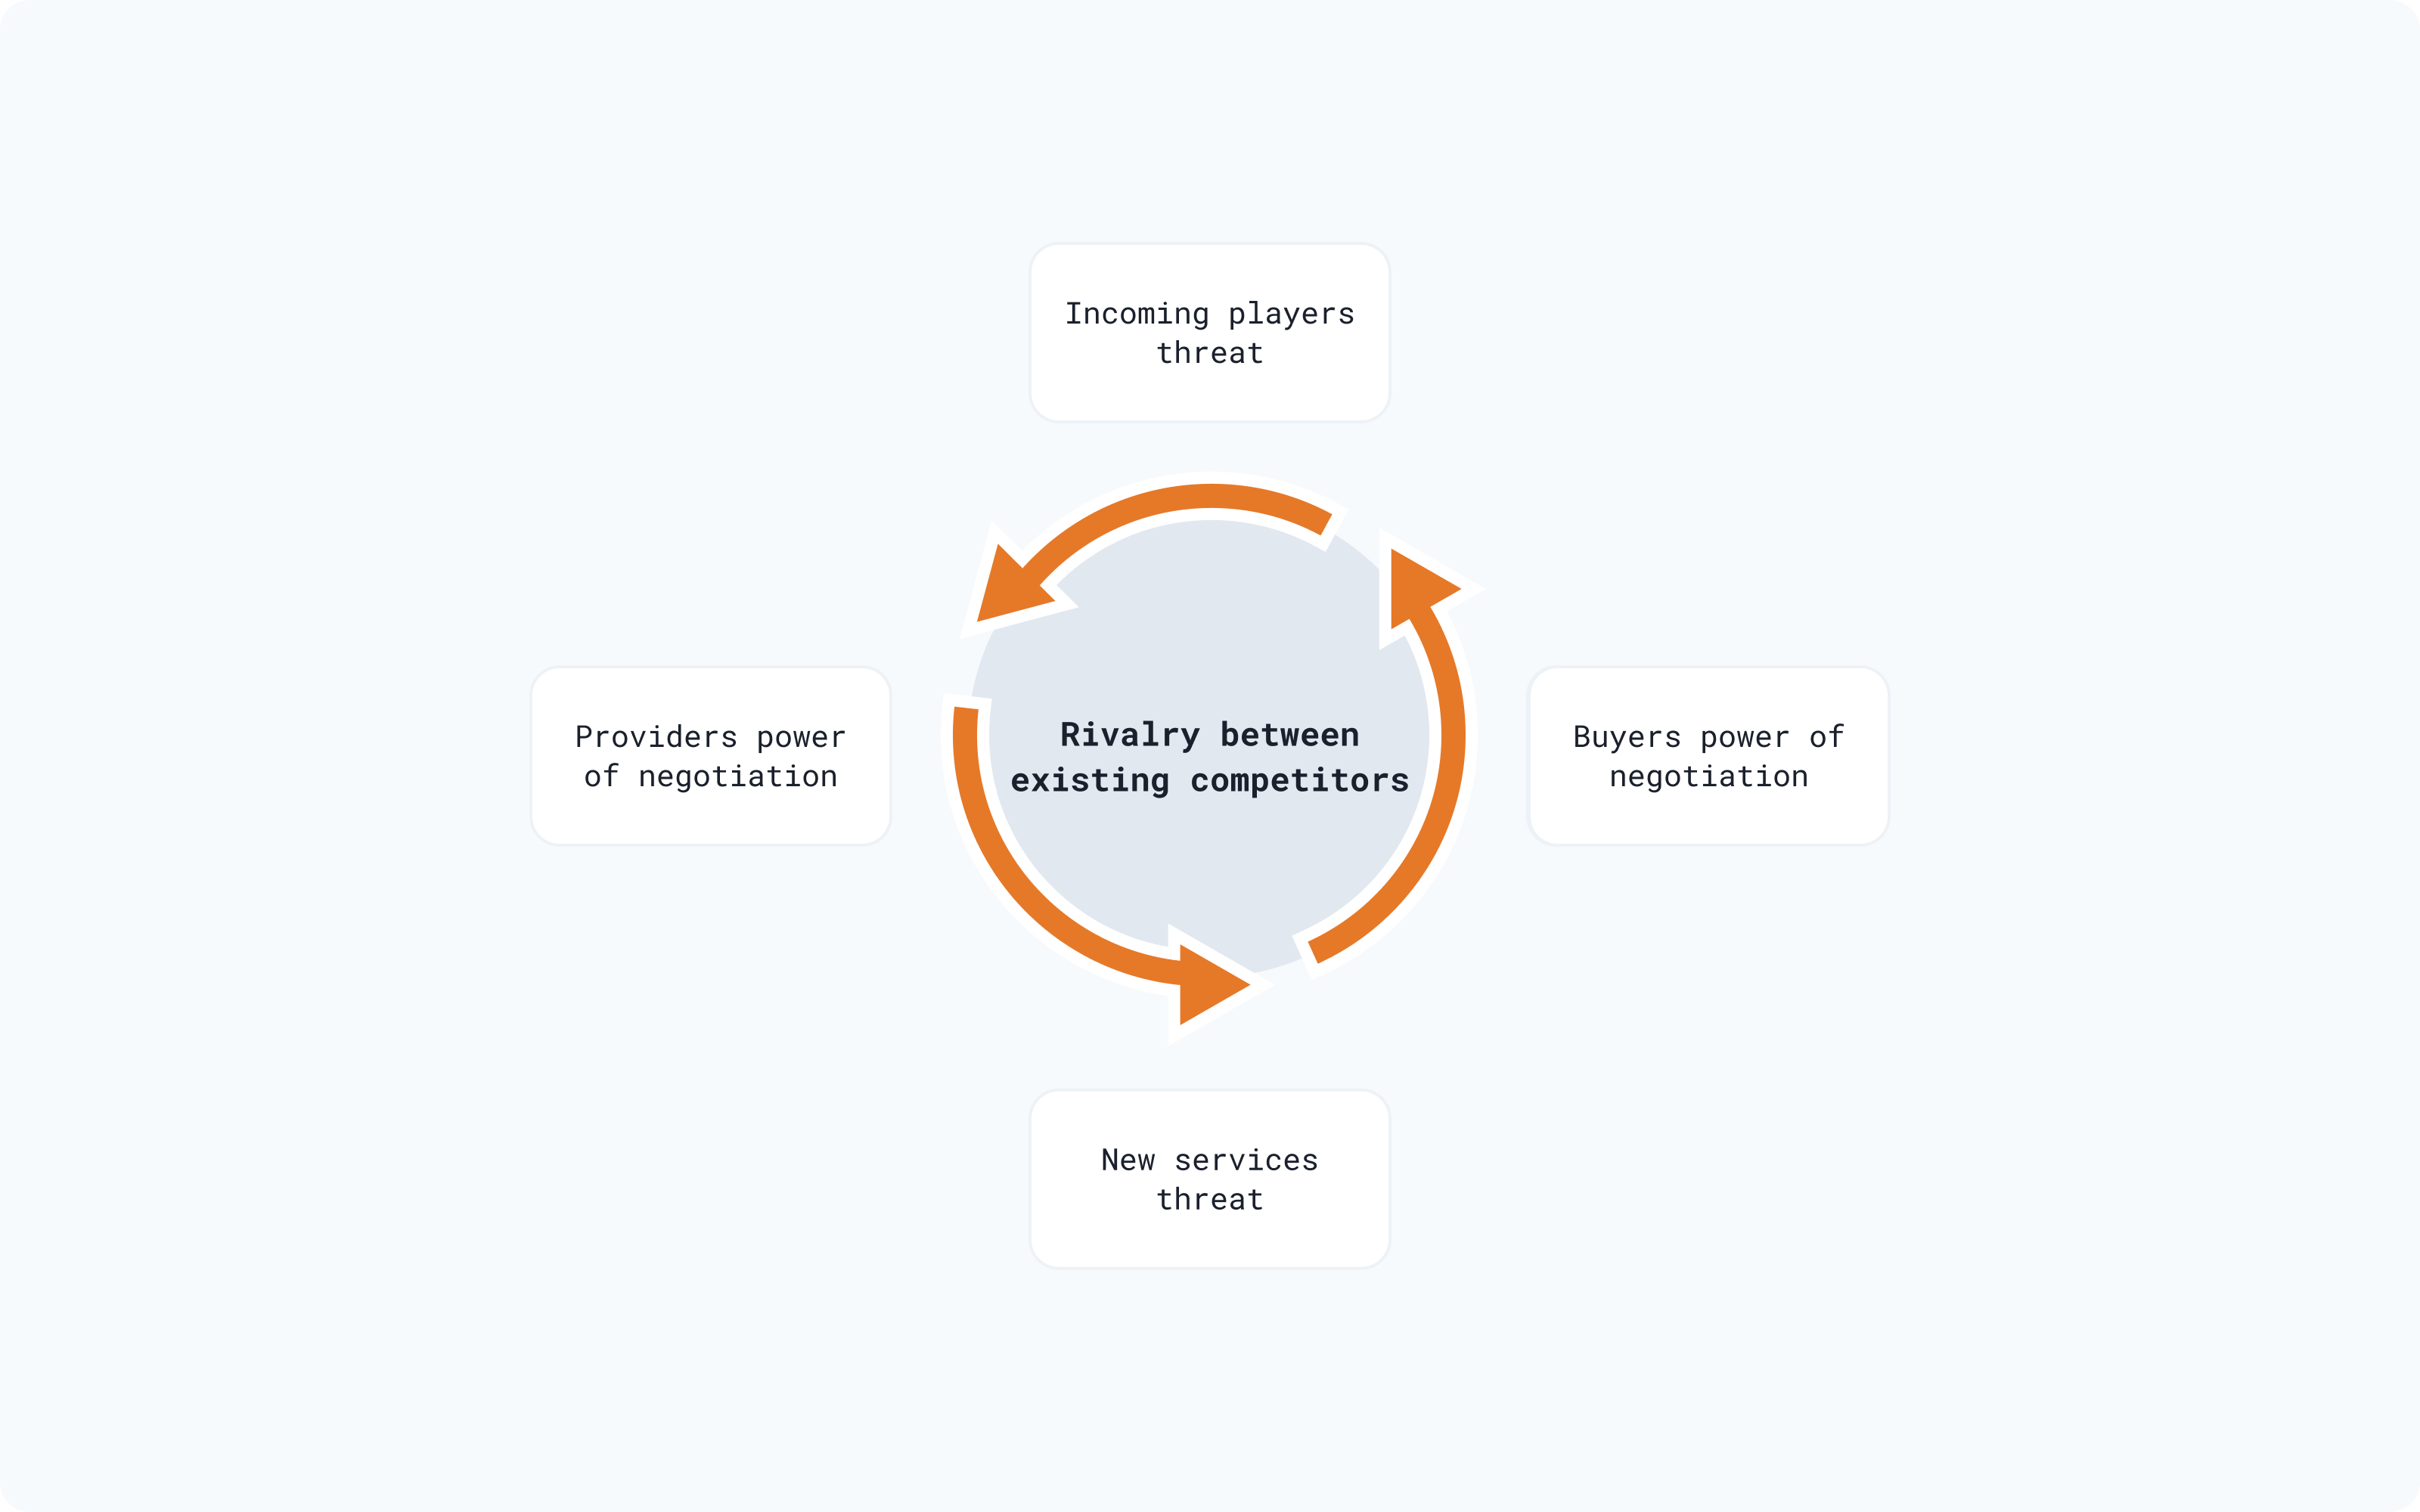 Incoming players
threat
Providers power
of negotiation
Rivalry between
existing competitors
Buyers power of
negotiation
New services
threat